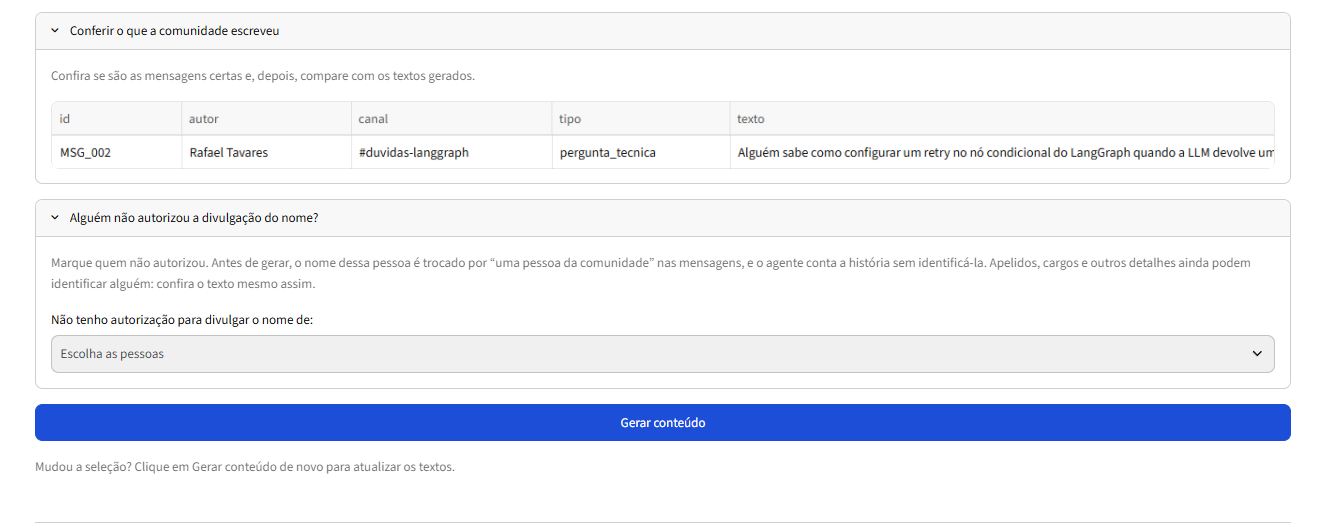 Conferir o que a comunidade escreveu
Confira se são as mensagens certas e, depois, compare com os textos gerados.
id autor canal tipo texto
MSG_002 Rafael Tavares #duvidas-langgraph pergunta_tecnica Alguém sabe como configurar um retry no nó condicional do LangGraph quando a LLM devolve um
Alguém não autorizou a divulgação do nome?
Marque quem não autorizou. Antes de gerar, o nome dessa pessoa é trocado por “uma pessoa da comunidade” nas mensagens, e o agente conta a história sem identificá-la. Apelidos, cargos e outros detalhes ainda podem
identificar alguém: confira o texto mesmo assim.
Não tenho autorização para divulgar o nome de:
Escolha as pessoas
Gerar conteúdo
Mudou a seleção? Clique em Gerar conteúdo de novo para atualizar os textos.